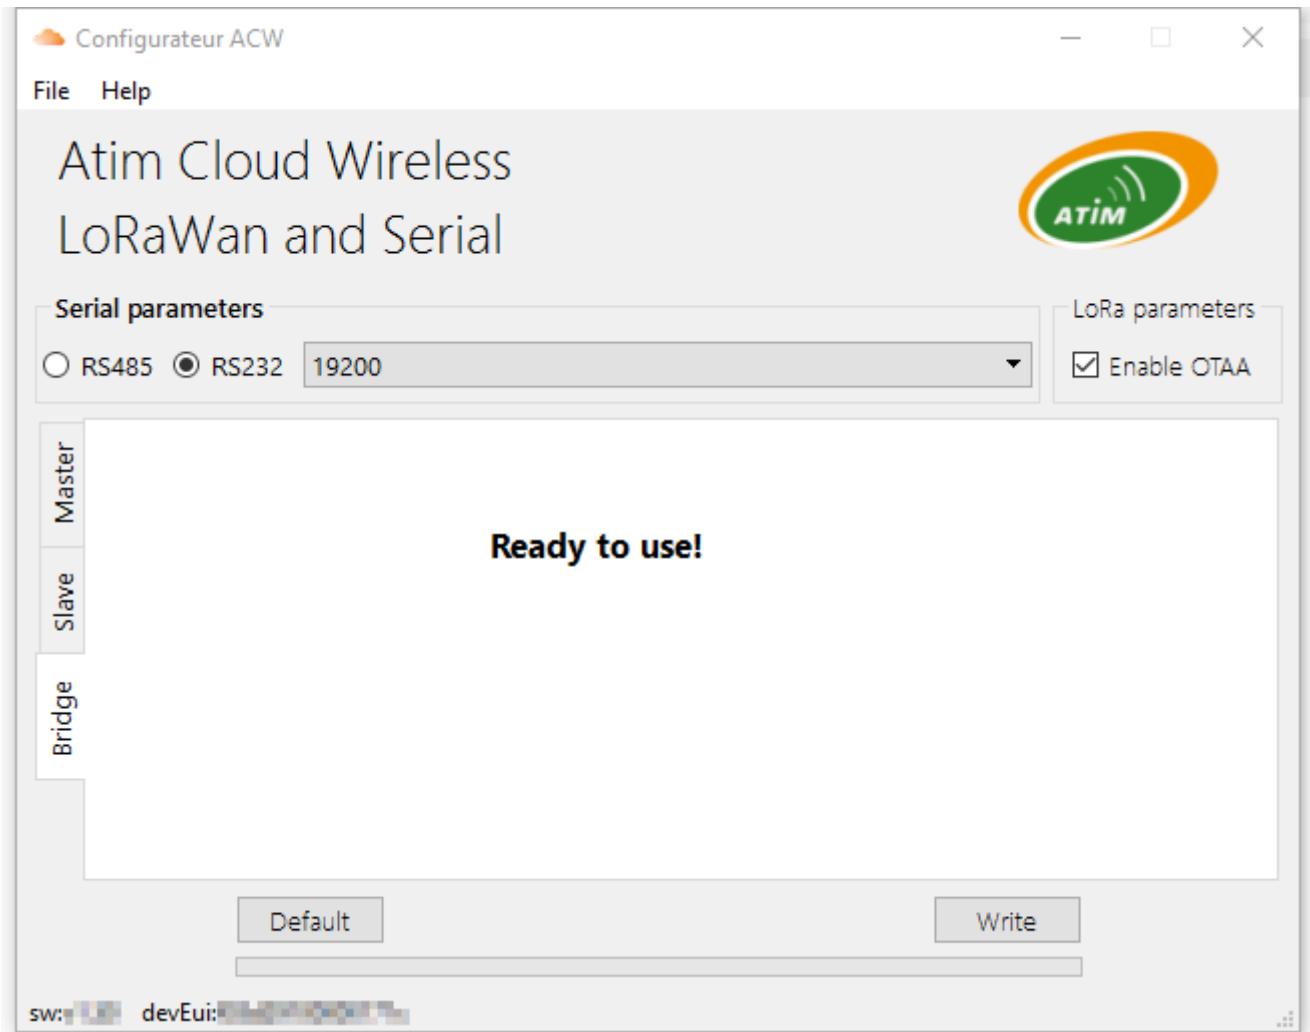 Configurateur ACW
File Help
Atim Cloud Wireless
LoRaWan and Serial
ATiM
Serial parameters
LoRa parameters
RS485 RS232 19200
Enable OTAA
Master
Slave
Bridge
Ready to use!
Default Write
sw: devEui: